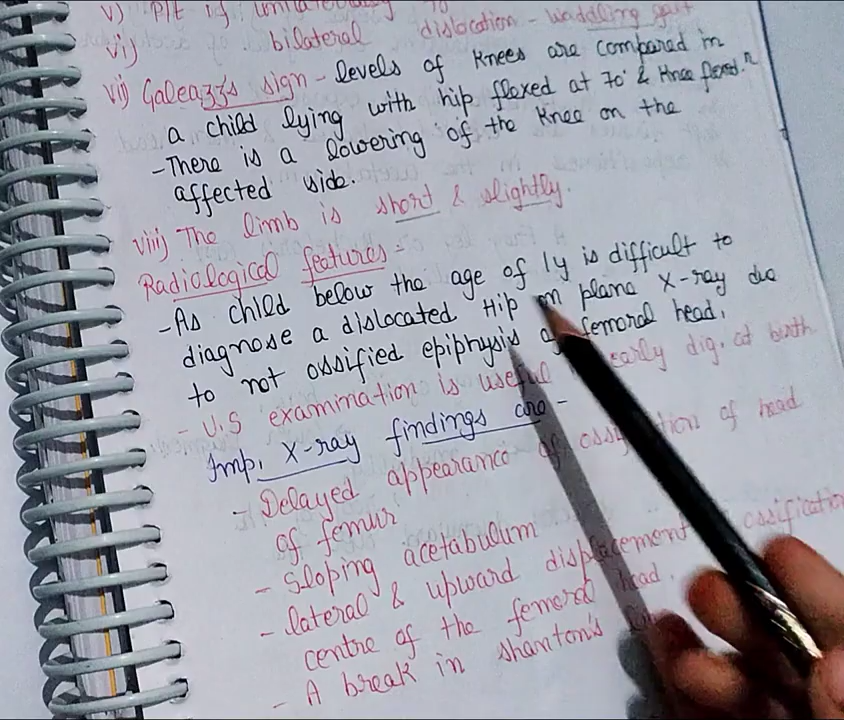 v) P/E of unilateral
vi) bilateral dislocation - waddling gait
vii) Galeazzi's sign - levels of knees are compared in
a child lying with hip flexed at 70° & knee flexed.
- There is a lowering of the knee on the
affected side.
viii) The limb is short & slightly.
Radiological features -
- As child below the age of 1y is difficult to
diagnose a dislocated Hip on plane X-ray due
to not ossified epiphysis of femoral head.
- U.S examination is useful early dig. at birth
Imp. X-ray findings are -
- Delayed appearance of ossification of head
of femur
- Sloping acetabulum
- lateral & upward displacement ossification
centre of the femoral head.
- A break in shanton's